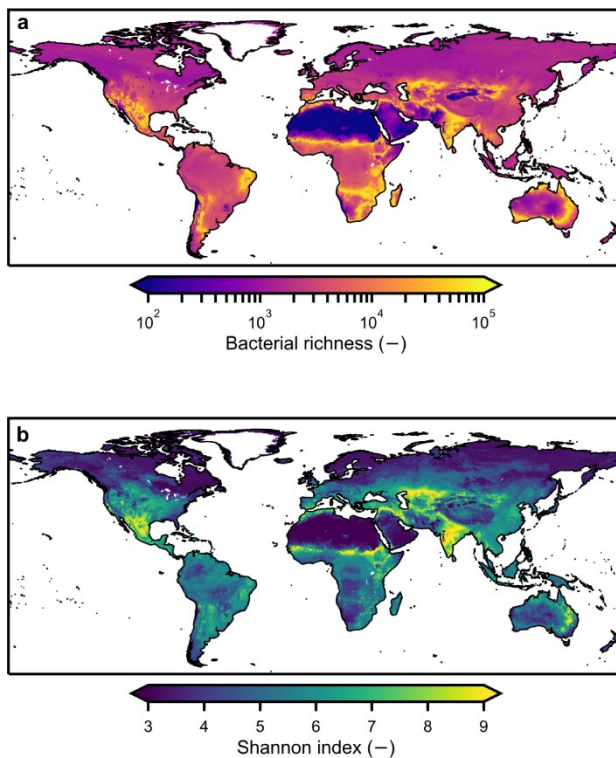 a
10² 10³ 10⁴ 10⁵
Bacterial richness (−)
b
3 4 5 6 7 8 9
Shannon index (−)